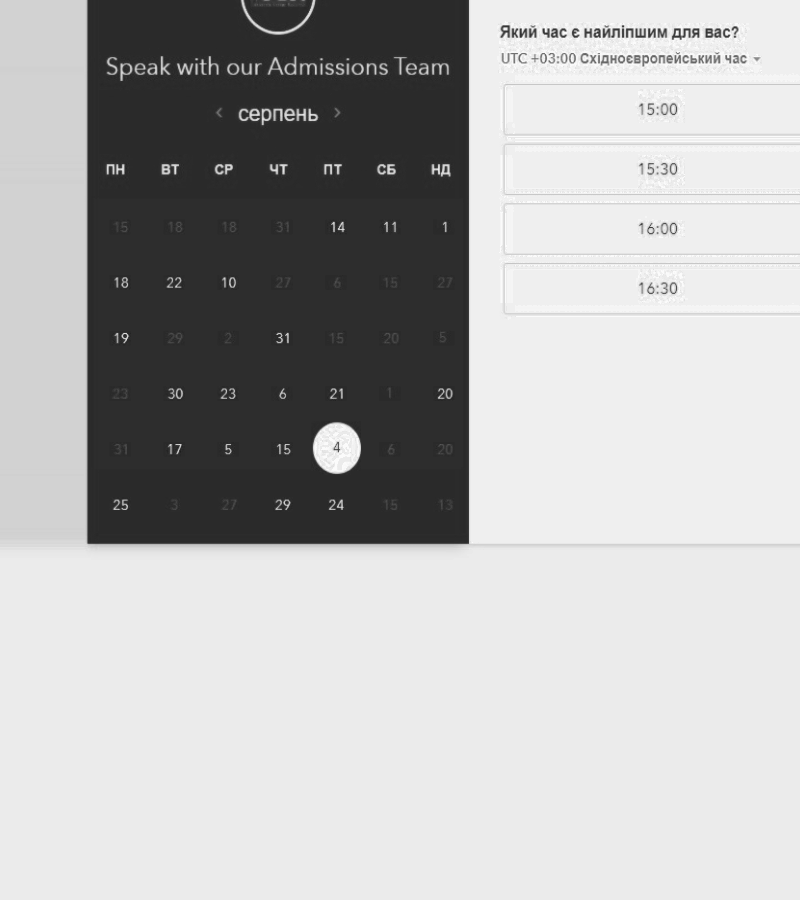 Speak with our Admissions Team
‹ серпень ›
ПН ВТ СР ЧТ ПТ СБ НД
15 18 18 31 14 11 1
18 22 10 27 6 15 27
19 29 2 31 15 20 5
23 30 23 6 21 1 20
31 17 5 15 4 6 20
25 3 27 29 24 15 13
Який час є найліпшим для вас?
UTC +03:00 Східноєвропейський час
15:00
15:30
16:00
16:30